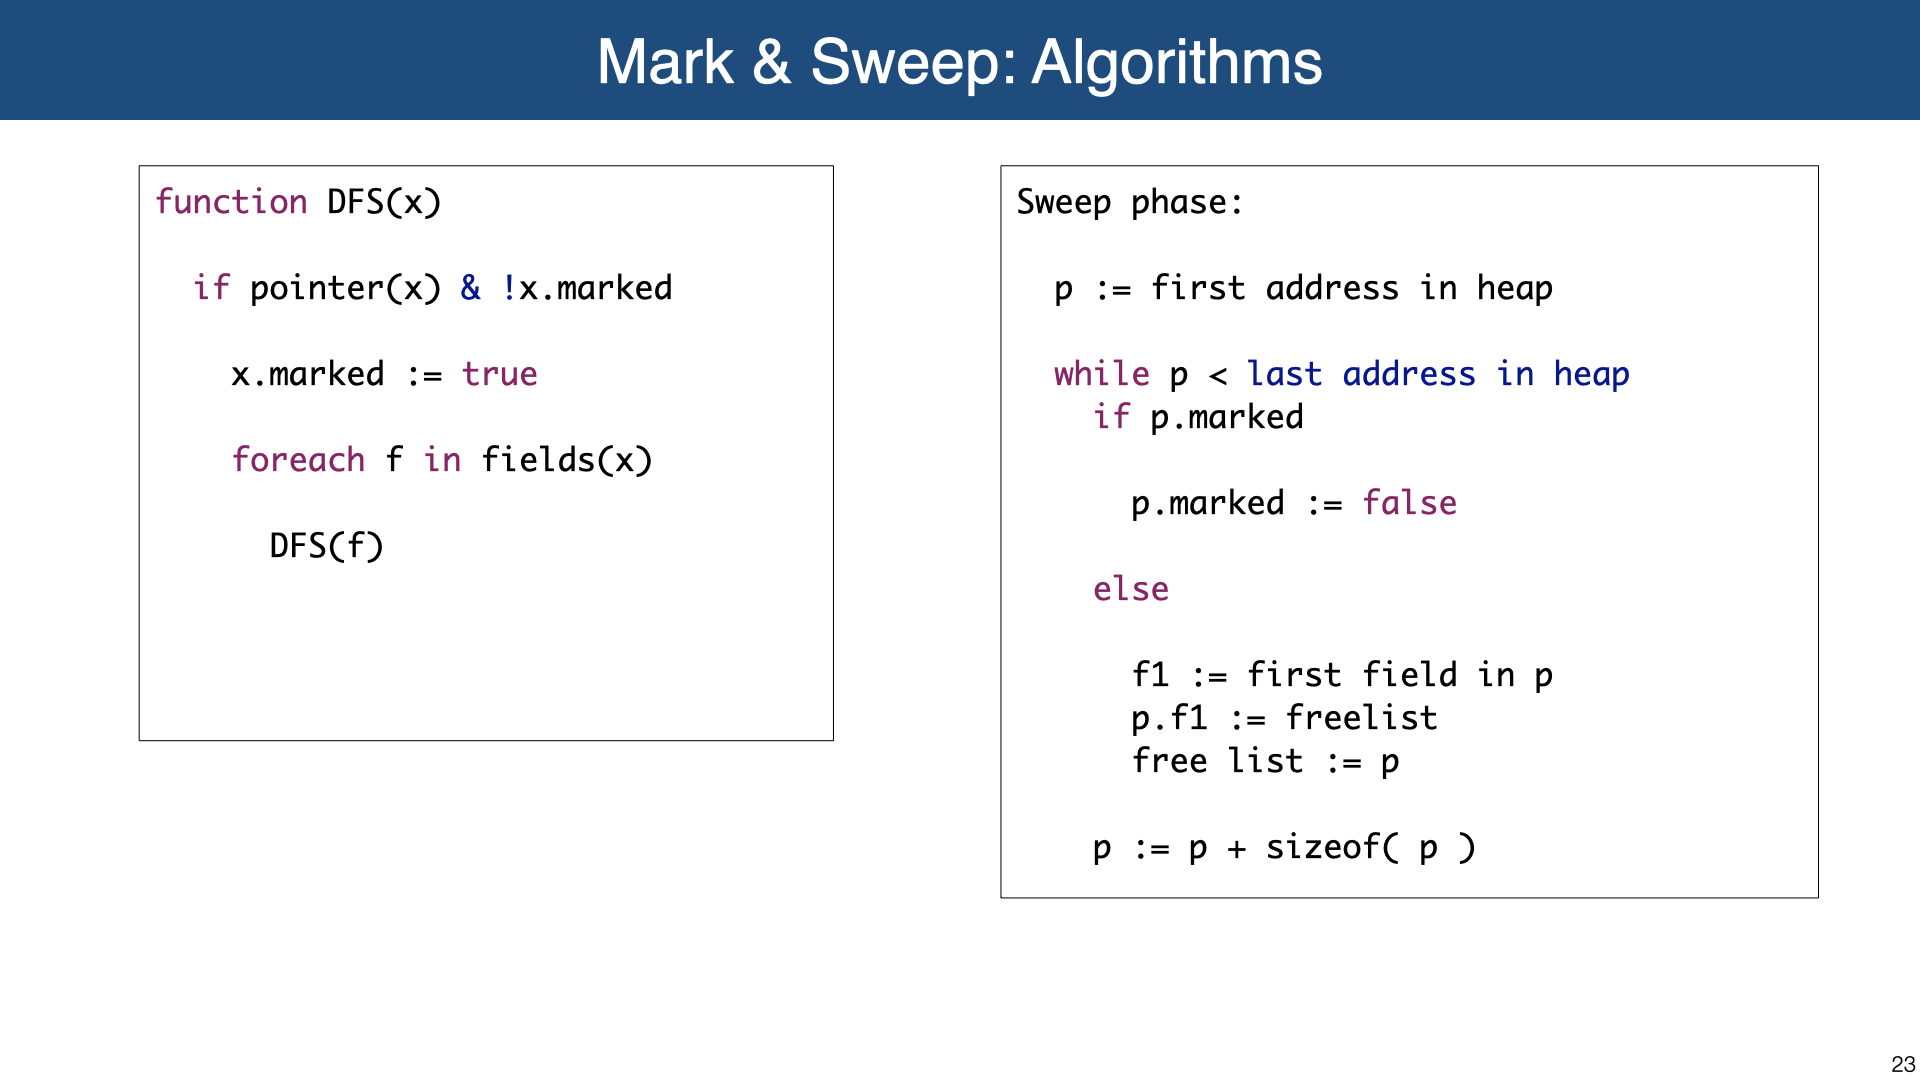 Mark & Sweep: Algorithms
function DFS(x)
if pointer(x) & !x.marked
x.marked := true
foreach f in fields(x)
DFS(f)
Sweep phase:
p := first address in heap
while p < last address in heap
if p.marked
p.marked := false
else
f1 := first field in p
p.f1 := freelist
free list := p
p := p + sizeof( p )
23